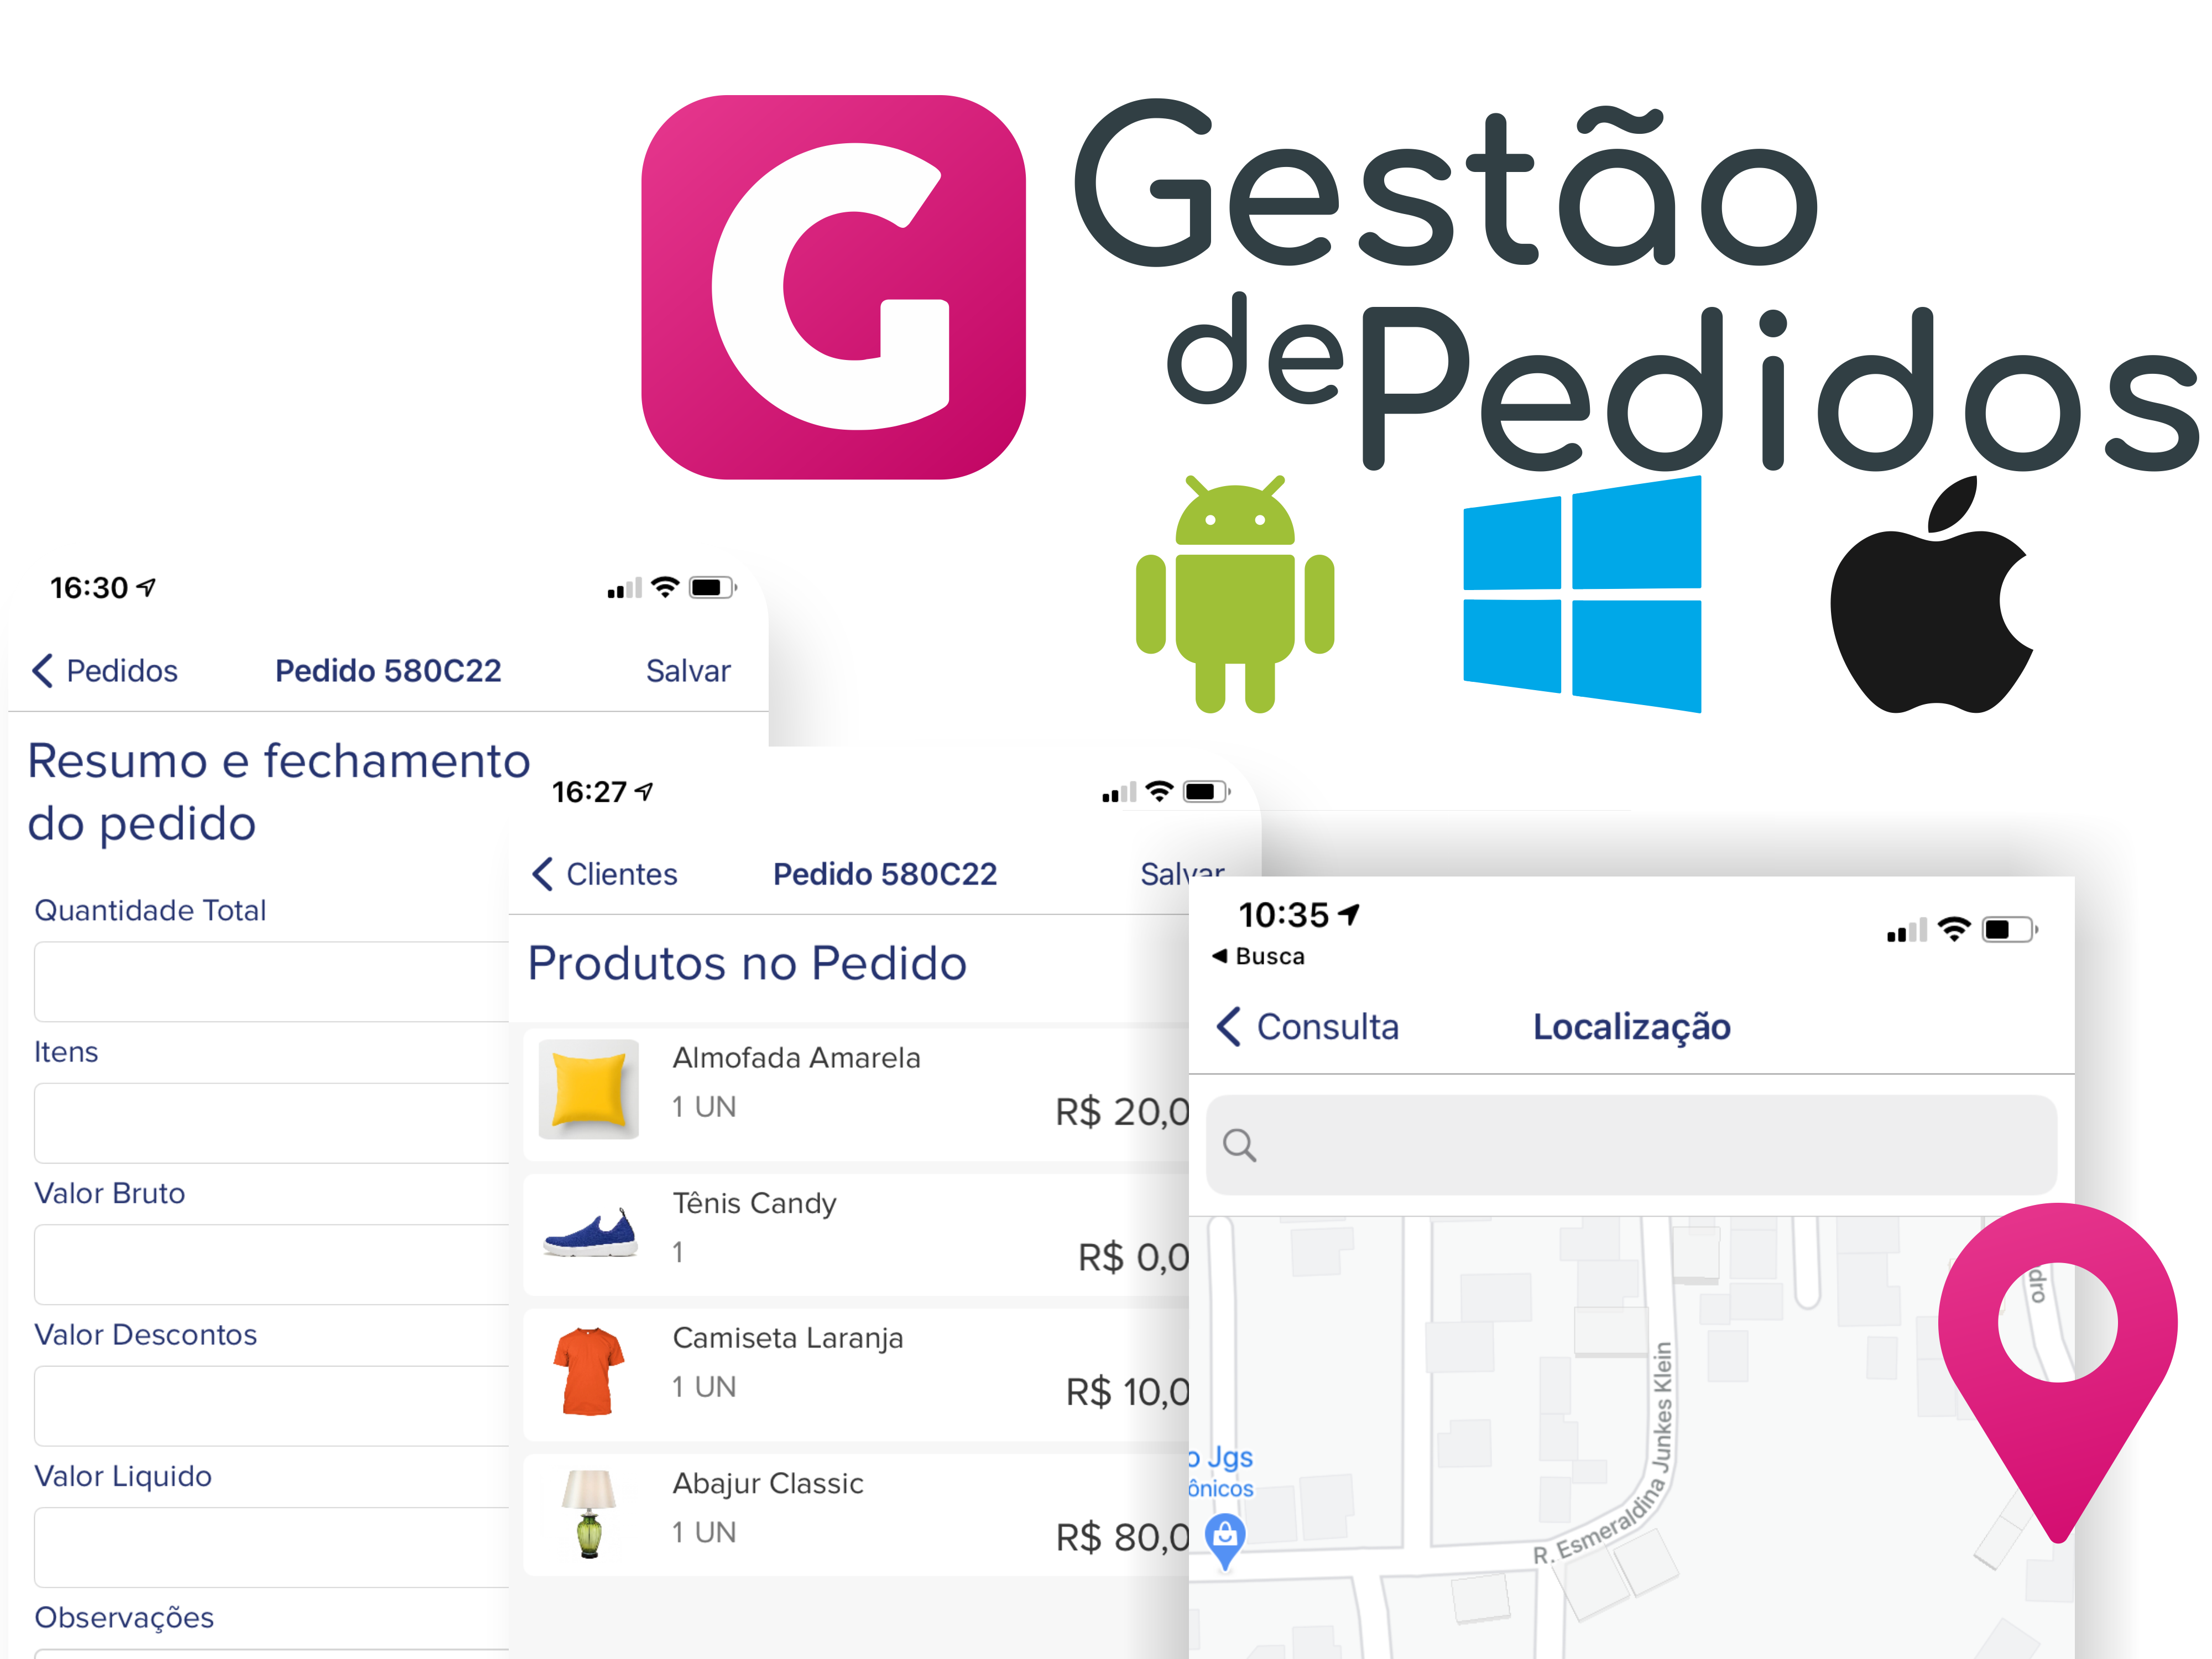 G
Gestão
de Pedidos
16:30
Pedidos
Pedido 580C22
Salvar
Resumo e fechamento
do pedido
Quantidade Total
Itens
Valor Bruto
Valor Descontos
Valor Liquido
Observações
16:27
Clientes
Pedido 580C22
Salvar
Produtos no Pedido
Almofada Amarela
1 UN
R$ 20,0
Tênis Candy
1
R$ 0,0
Camiseta Laranja
1 UN
R$ 10,0
Abajur Classic
1 UN
R$ 80,0
10:35
Busca
Consulta
Localização
dro
R. Esmeraldina Junkes Klein
o Jgs
ônicos